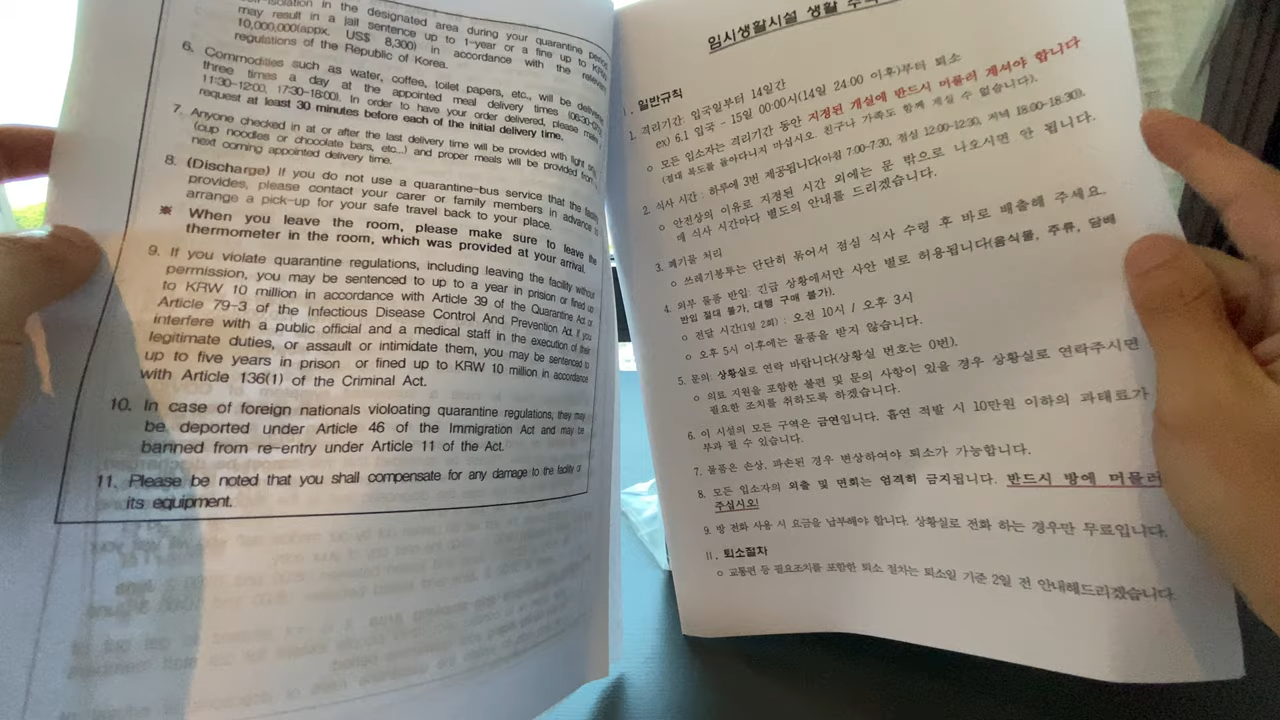 in the designated area during your quarantine period
may result in a jail sentence up to 1-year or a fine up to KRW
10,000,000(appx. US$ 8,300) in accordance with the relevant
regulations of the Republic of Korea.
6. Commodities such as water, coffee, toilet papers, etc., will be
three times a day at the appointed meal delivery times
11:30-12:00, 17:30-18:00). In order to have your order delivered, please make
request at least 30 minutes before each of the initial delivery time.
7. Anyone checked in at or after the last delivery time will be provided with light
(cup noodles or chocolate bars, etc...) and proper meals will be provided from
next coming appointed delivery time.
8. (Discharge) If you do not use a quarantine-bus service that the facility
provides, please contact your carer or family members in advance to
arrange a pick-up for your safe travel back to your place.
※ When you leave the room, please make sure to leave the
thermometer in the room, which was provided at your arrival.
9. If you violate quarantine regulations, including leaving the facility without
permission, you may be sentenced to up to a year in prision or fined up
to KRW 10 million in accordance with Article 39 of the Quarantine Act or
Article 79-3 of the Infectious Disease Control And Prevention Act. If you
interfere with a public official and a medical staff in the execution of their
legitimate duties, or assault or intimidate them, you may be sentenced to
up to five years in prison or fined up to KRW 10 million in accordance
with Article 136(1) of the Criminal Act.
10. In case of foreign nationals violoating quarantine regulations, they may
be deported under Article 46 of the Immigration Act and may be
banned from re-entry under Article 11 of the Act.
11. Please be noted that you shall compensate for any damage to the facility or
its equipment.
임시생활시설 생활
I. 일반규칙
1. 격리기간: 입국일부터 14일간
ex) 6.1 입국 - 15일 00:00시(14일 24:00 이후)부터 퇴소
o 모든 입소자는 격리기간 동안 지정된 개실에 반드시 머물러 계셔야 합니다
(절대 복도를 돌아다니지 마십시오. 친구나 가족도 함께 계실 수 없습니다).
2. 식사 시간 : 하루에 3번 제공됩니다(아침 7:00-7:30, 점심 12:00-12:30, 저녁 18:00-18:30).
o 안전상의 이유로 지정된 시간 외에는 문 밖으로 나오시면 안 됩니다.
매 식사 시간마다 별도의 안내를 드리겠습니다.
3. 폐기물 처리
o 쓰레기봉투는 단단히 묶어서 점심 식사 수령 후 바로 배출해 주세요
4. 외부 물품 반입: 긴급 상황에서만 사안 별로 허용됩니다(음식물, 주류, 담배
반입 절대 불가, 대형 구매 불가).
o 전달 시간(1일 2회) : 오전 10시 / 오후 3시
o 오후 5시 이후에는 물품을 받지 않습니다.
5. 문의: 상황실로 연락 바랍니다(상황실 번호는 0번).
o 의료 지원을 포함한 불편 및 문의 사항이 있을 경우 상황실로 연락주시면
필요한 조치를 취하도록 하겠습니다.
6. 이 시설의 모든 구역은 금연입니다. 흡연 적발 시 10만원 이하의 과태료가
부과 될 수 있습니다.
7. 물품은 손상, 파손된 경우 변상하여야 퇴소가 가능합니다.
8. 모든 입소자의 외출 및 면회는 엄격히 금지됩니다. 반드시 방에 머물러
주십시오!
9. 방 전화 사용 시 요금을 납부해야 합니다. 상황실로 전화 하는 경우만 무료입니다.
II. 퇴소절차
o 교통편 등 필요조치를 포함한 퇴소 절차는 퇴소일 기준 2일 전 안내해드리겠습니다.